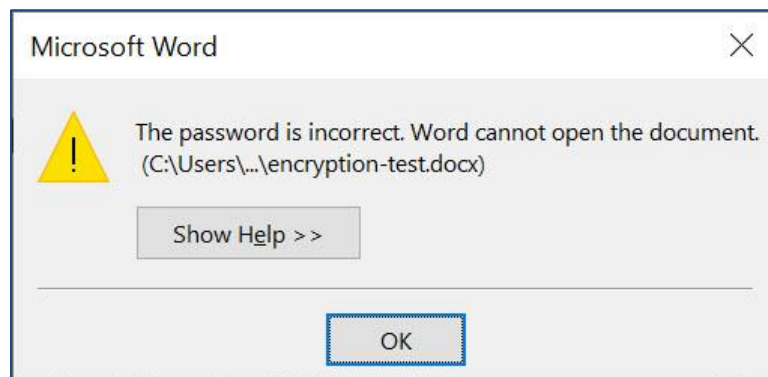 Microsoft Word
The password is incorrect. Word cannot open the document.
(C:\Users\...\encryption-test.docx)
Show Help >>
OK